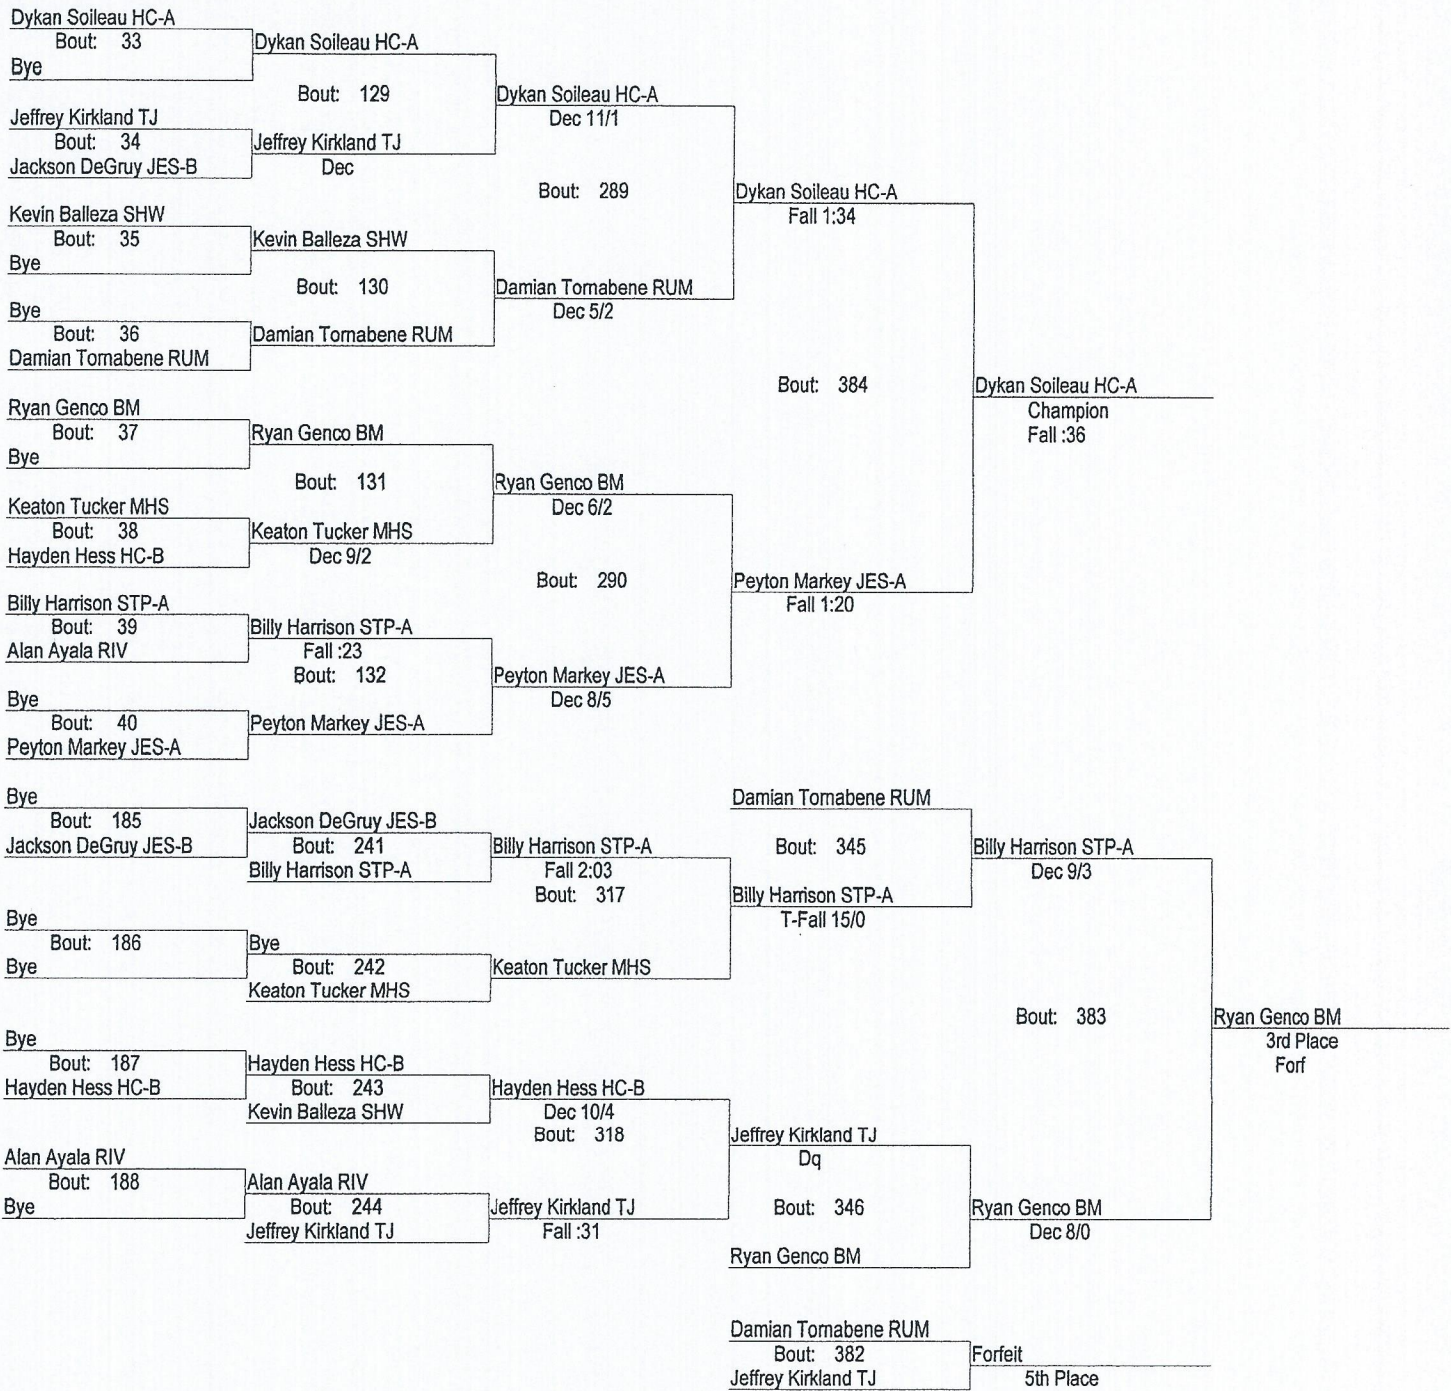 Dykan Soileau HC-A
Bout: 33
Bye
Dykan Soileau HC-A
Bout: 129
Jeffrey Kirkland TJ
Bout: 34
Jackson DeGruy JES-B
Jeffrey Kirkland TJ
Dec
Dykan Soileau HC-A
Dec 11/1
Bout: 289
Kevin Balleza SHW
Bout: 35
Bye
Kevin Balleza SHW
Bout: 130
Bye
Bout: 36
Damian Tornabene RUM
Damian Tornabene RUM
Damian Tornabene RUM
Dec 5/2
Dykan Soileau HC-A
Fall 1:34
Bout: 384
Dykan Soileau HC-A
Champion
Fall :36
Ryan Genco BM
Bout: 37
Bye
Ryan Genco BM
Bout: 131
Keaton Tucker MHS
Bout: 38
Hayden Hess HC-B
Keaton Tucker MHS
Dec 9/2
Ryan Genco BM
Dec 6/2
Bout: 290
Billy Harrison STP-A
Bout: 39
Alan Ayala RIV
Billy Harrison STP-A
Fall :23
Bout: 132
Bye
Bout: 40
Peyton Markey JES-A
Peyton Markey JES-A
Peyton Markey JES-A
Dec 8/5
Peyton Markey JES-A
Fall 1:20
Bye
Bout: 185
Jackson DeGruy JES-B
Jackson DeGruy JES-B
Bout: 241
Billy Harrison STP-A
Billy Harrison STP-A
Fall 2:03
Bout: 317
Bye
Bout: 186
Bye
Bye
Bout: 242
Keaton Tucker MHS
Keaton Tucker MHS
Damian Tornabene RUM
Bout: 345
Billy Harrison STP-A
T-Fall 15/0
Billy Harrison STP-A
Dec 9/3
Bout: 383
Ryan Genco BM
3rd Place
Forf
Bye
Bout: 187
Hayden Hess HC-B
Hayden Hess HC-B
Bout: 243
Kevin Balleza SHW
Hayden Hess HC-B
Dec 10/4
Bout: 318
Alan Ayala RIV
Bout: 188
Bye
Alan Ayala RIV
Bout: 244
Jeffrey Kirkland TJ
Jeffrey Kirkland TJ
Fall :31
Jeffrey Kirkland TJ
Dq
Bout: 346
Ryan Genco BM
Ryan Genco BM
Dec 8/0
Damian Tornabene RUM
Bout: 382
Jeffrey Kirkland TJ
Forfeit
5th Place